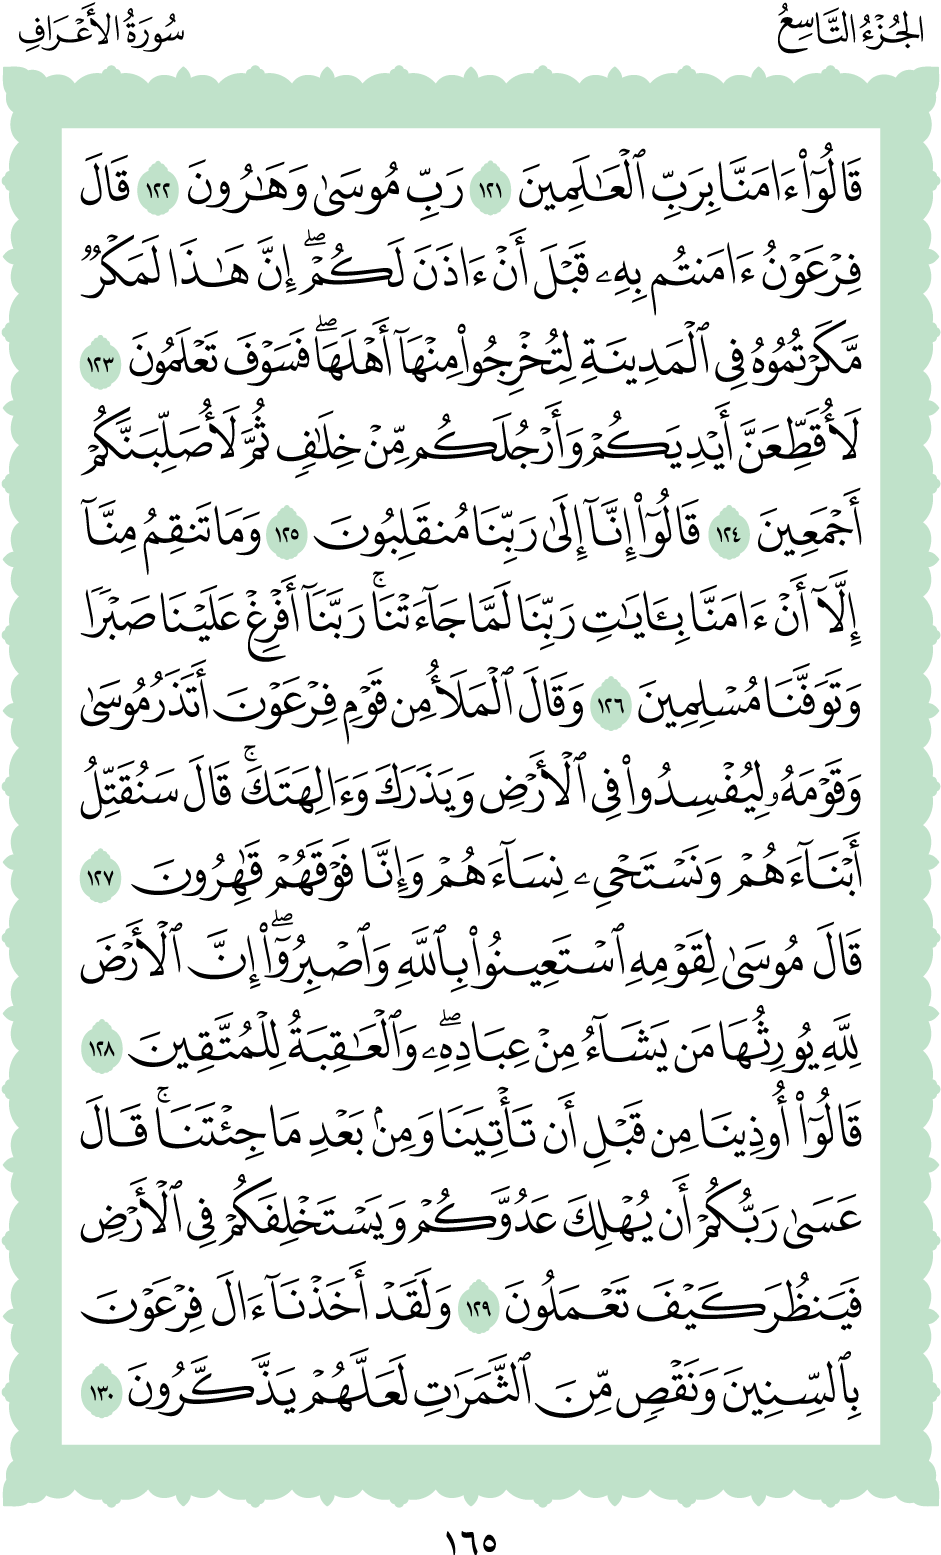 الجُزْءُ التَّاسِعُ
سُورَةُ الأَعْرَافِ
قَالُوٓا۟ ءَامَنَّا بِرَبِّ ٱلْعَـٰلَمِينَ ١٢١ رَبِّ مُوسَىٰ وَهَـٰرُونَ ١٢٢ قَالَ
فِرْعَوْنُ ءَامَنتُم بِهِۦ قَبْلَ أَنْ ءَاذَنَ لَكُمْ ۖ إِنَّ هَـٰذَا لَمَكْرٌ
مَّكَرْتُمُوهُ فِى ٱلْمَدِينَةِ لِتُخْرِجُوا۟ مِنْهَآ أَهْلَهَا ۖ فَسَوْفَ تَعْلَمُونَ ١٢٣
لَأُقَطِّعَنَّ أَيْدِيَكُمْ وَأَرْجُلَكُم مِّنْ خِلَـٰفٍ ثُمَّ لَأُصَلِّبَنَّكُمْ
أَجْمَعِينَ ١٢٤ قَالُوٓا۟ إِنَّآ إِلَىٰ رَبِّنَا مُنقَلِبُونَ ١٢٥ وَمَا تَنقِمُ مِنَّآ
إِلَّآ أَنْ ءَامَنَّا بِـَٔايَـٰتِ رَبِّنَا لَمَّا جَآءَتْنَا ۚ رَبَّنَآ أَفْرِغْ عَلَيْنَا صَبْرًا
وَتَوَفَّنَا مُسْلِمِينَ ١٢٦ وَقَالَ ٱلْمَلَأُ مِن قَوْمِ فِرْعَوْنَ أَتَذَرُ مُوسَىٰ
وَقَوْمَهُۥ لِيُفْسِدُوا۟ فِى ٱلْأَرْضِ وَيَذَرَكَ وَءَالِهَتَكَ ۚ قَالَ سَنُقَتِّلُ
أَبْنَآءَهُمْ وَنَسْتَحْىِۦ نِسَآءَهُمْ وَإِنَّا فَوْقَهُمْ قَـٰهِرُونَ ١٢٧
قَالَ مُوسَىٰ لِقَوْمِهِ ٱسْتَعِينُوا۟ بِٱللَّهِ وَٱصْبِرُوٓا۟ ۖ إِنَّ ٱلْأَرْضَ
لِلَّهِ يُورِثُهَا مَن يَشَآءُ مِنْ عِبَادِهِۦ ۖ وَٱلْعَـٰقِبَةُ لِلْمُتَّقِينَ ١٢٨
قَالُوٓا۟ أُوذِينَا مِن قَبْلِ أَن تَأْتِيَنَا وَمِنۢ بَعْدِ مَا جِئْتَنَا ۚ قَالَ
عَسَىٰ رَبُّكُمْ أَن يُهْلِكَ عَدُوَّكُمْ وَيَسْتَخْلِفَكُمْ فِى ٱلْأَرْضِ
فَيَنظُرَ كَيْفَ تَعْمَلُونَ ١٢٩ وَلَقَدْ أَخَذْنَآ ءَالَ فِرْعَوْنَ
بِٱلسِّنِينَ وَنَقْصٍ مِّنَ ٱلثَّمَرَٰتِ لَعَلَّهُمْ يَذَّكَّرُونَ ١٣٠
١٦٥